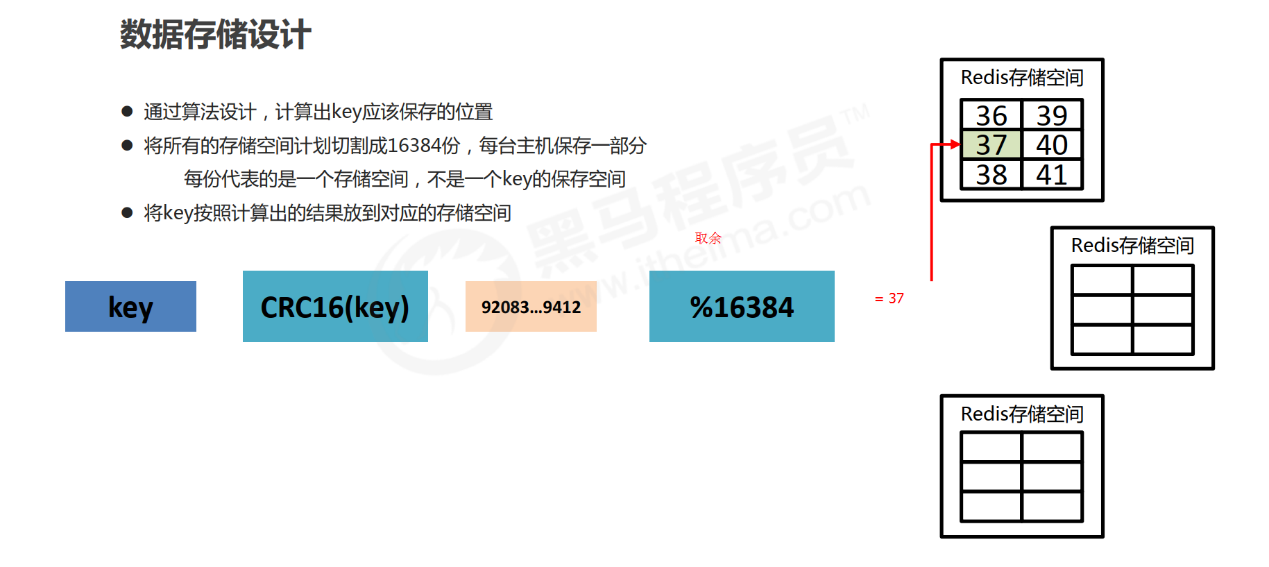 数据存储设计
通过算法设计，计算出key应该保存的位置
将所有的存储空间计划切割成16384份，每台主机保存一部分
每份代表的是一个存储空间，不是一个key的保存空间
将key按照计算出的结果放到对应的存储空间
取余
key
CRC16(key)
92083...9412
%16384
= 37
Redis存储空间
36 39
37 40
38 41
Redis存储空间
Redis存储空间
黑马程序员™
www.itheima.com